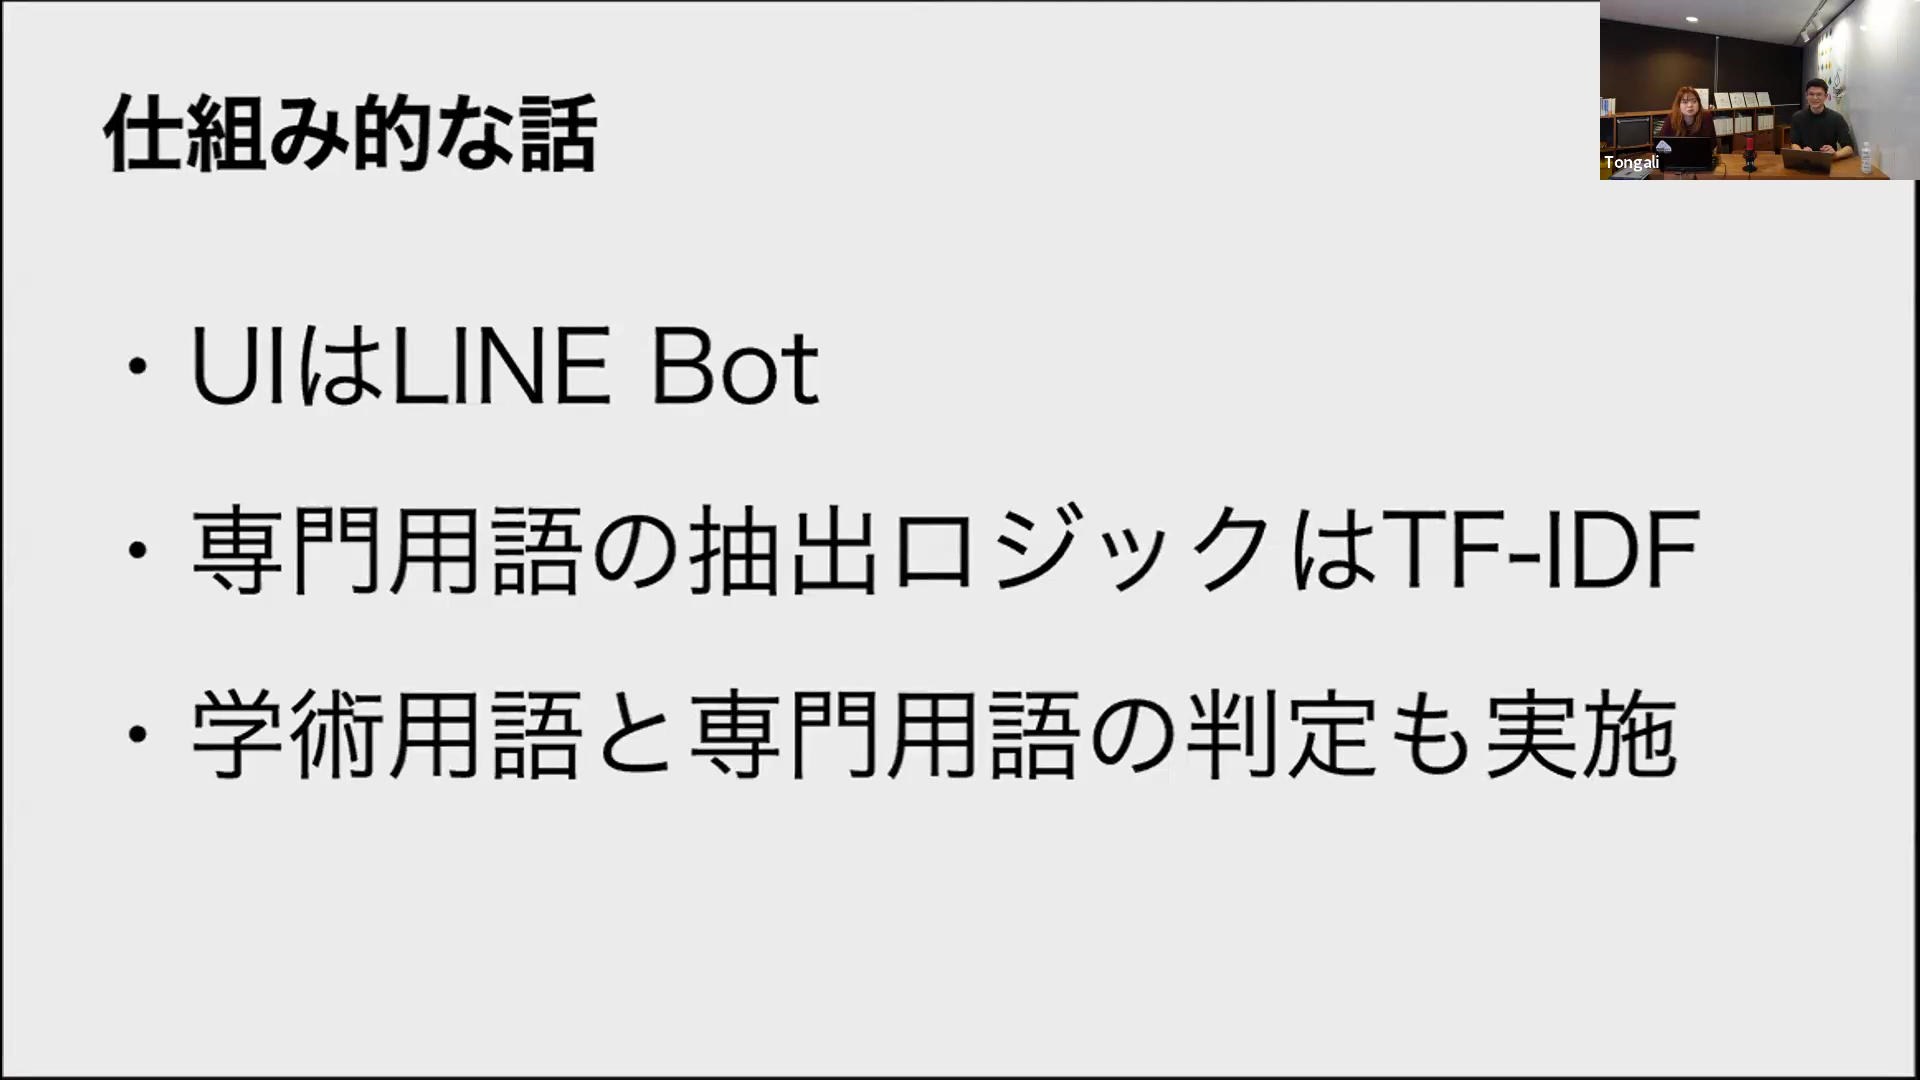 仕組み的な話
・UIはLINE Bot
・専門用語の抽出ロジックはTF-IDF
・学術用語と専門用語の判定も実施
Tongali